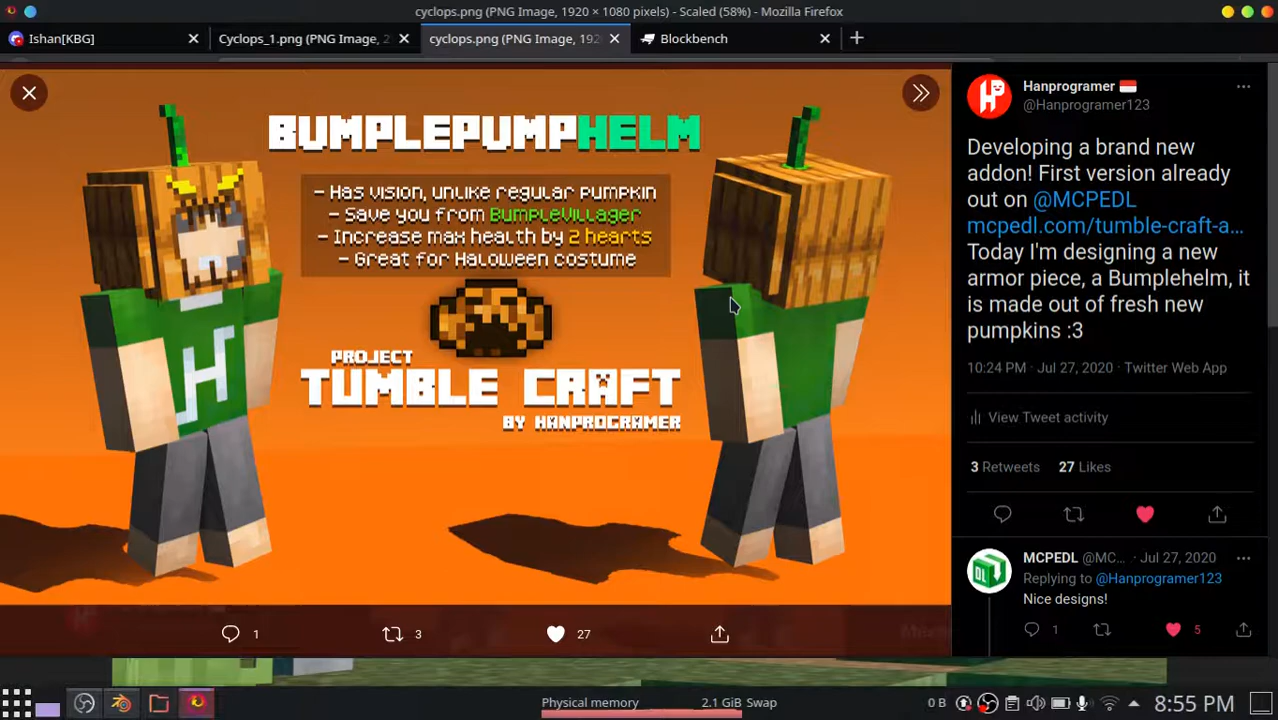 cyclops.png (PNG Image, 1920 × 1080 pixels) - Scaled (58%) - Mozilla Firefox
Ishan[KBG]
Cyclops_1.png (PNG Image, 2
cyclops.png (PNG Image, 192
Blockbench
BUMPLEPUMPHELM
- Has vision, unlike regular pumpkin
- Save you from BumpleVillager
- Increase max health by 2 hearts
- Great for Haloween costume
PROJECT
TUMBLE CRAFT
BY HANPROGRAMER
1
3
27
Hanprogramer
@Hanprogramer123
Developing a brand new
addon! First version already
out on @MCPEDL
mcpedl.com/tumble-craft-a...
Today I'm designing a new
armor piece, a Bumplehelm, it
is made out of fresh new
pumpkins :3
10:24 PM · Jul 27, 2020 · Twitter Web App
View Tweet activity
3 Retweets 27 Likes
MCPEDL @MC... · Jul 27, 2020
Replying to @Hanprogramer123
Nice designs!
1
5
Physical memory
2.1 GiB Swap
0 B
8:55 PM